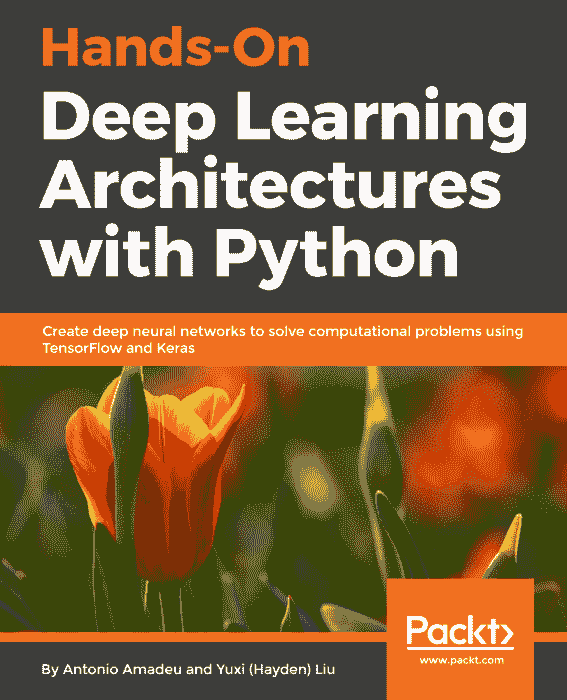 Hands-On
Deep Learning
Architectures
with Python
Create deep neural networks to solve computational problems using
TensorFlow and Keras
Packt>
www.packt.com
By Antonio Amadeu and Yuxi (Hayden) Liu